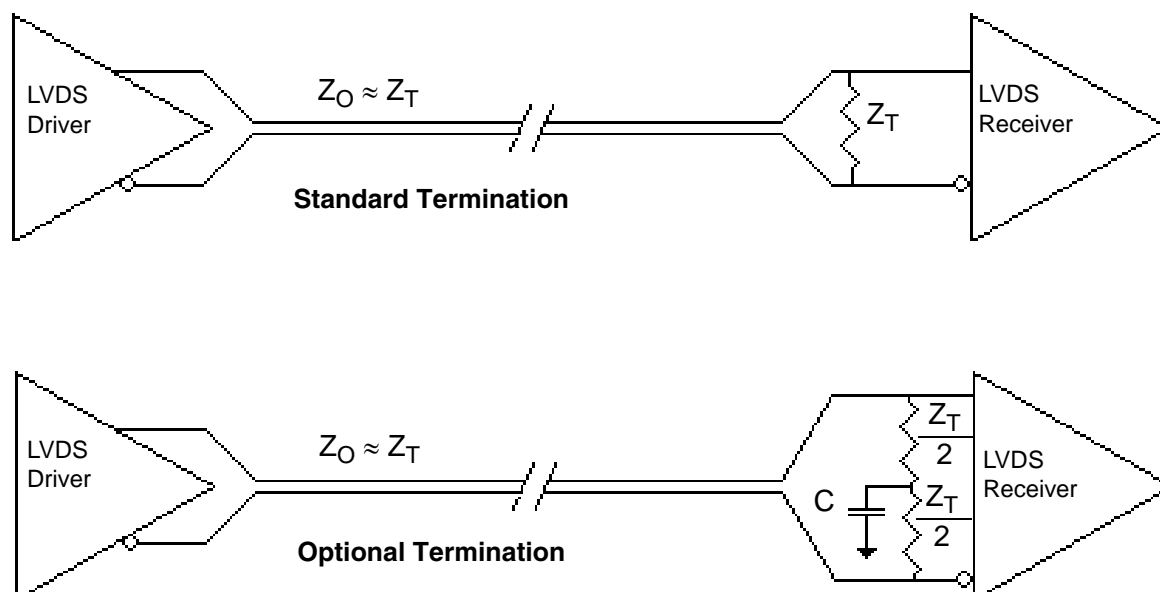 LVDS
Driver
Z_O ≈ Z_T
Z_T
LVDS
Receiver
Standard Termination
LVDS
Driver
Z_O ≈ Z_T
C
Z_T
2
Z_T
2
LVDS
Receiver
Optional Termination